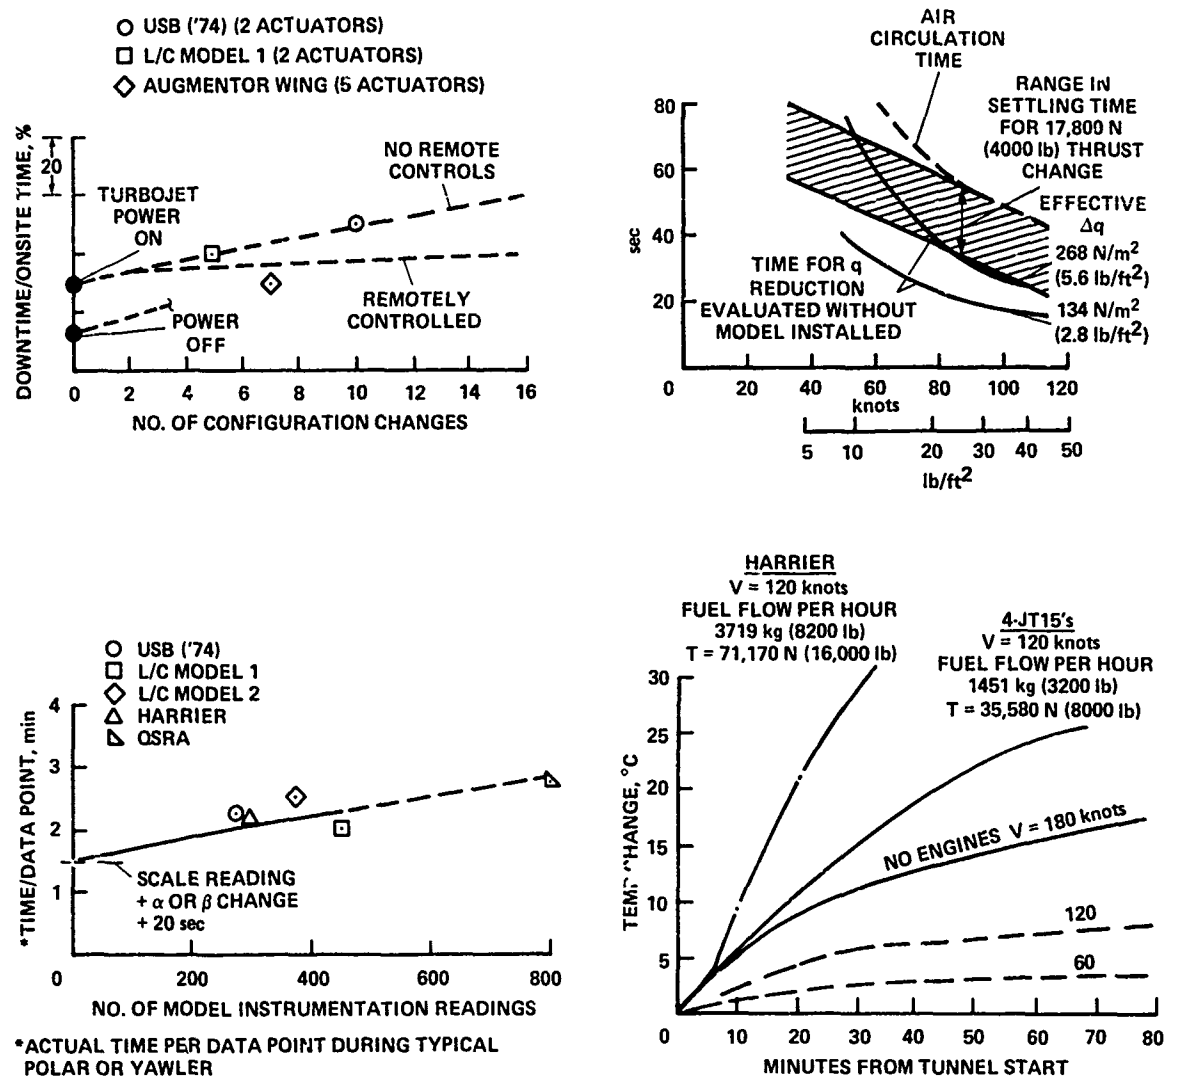 USB ('74) (2 ACTUATORS)
L/C MODEL 1 (2 ACTUATORS)
AUGMENTOR WING (5 ACTUATORS)
DOWNTIME/ONSITE TIME, %
20
TURBOJET
POWER
ON
NO REMOTE
CONTROLS
REMOTELY
CONTROLLED
POWER
OFF
0 2 4 6 8 10 12 14 16
NO. OF CONFIGURATION CHANGES
AIR
CIRCULATION
TIME
RANGE IN
SETTLING TIME
FOR 17,800 N
(4000 lb) THRUST
CHANGE
EFFECTIVE
Δq
268 N/m²
(5.6 lb/ft²)
134 N/m²
(2.8 lb/ft²)
TIME FOR q
REDUCTION
EVALUATED WITHOUT
MODEL INSTALLED
sec
80
60
40
20
0 20 40 60 80 100 120
knots
5 10 20 30 40 50
lb/ft²
USB ('74)
L/C MODEL 1
L/C MODEL 2
HARRIER
QSRA
*TIME/DATA POINT, min
4
3
2
1
SCALE READING
+ α OR β CHANGE
+ 20 sec
0 200 400 600 800
NO. OF MODEL INSTRUMENTATION READINGS
*ACTUAL TIME PER DATA POINT DURING TYPICAL
POLAR OR YAWLER
HARRIER
V = 120 knots
FUEL FLOW PER HOUR
3719 kg (8200 lb)
T = 71,170 N (16,000 lb)
4-JT15's
V = 120 knots
FUEL FLOW PER HOUR
1451 kg (3200 lb)
T = 35,580 N (8000 lb)
TEMP CHANGE, °C
30
25
20
15
10
5
NO ENGINES V = 180 knots
120
60
0 10 20 30 40 50 60 70 80
MINUTES FROM TUNNEL START